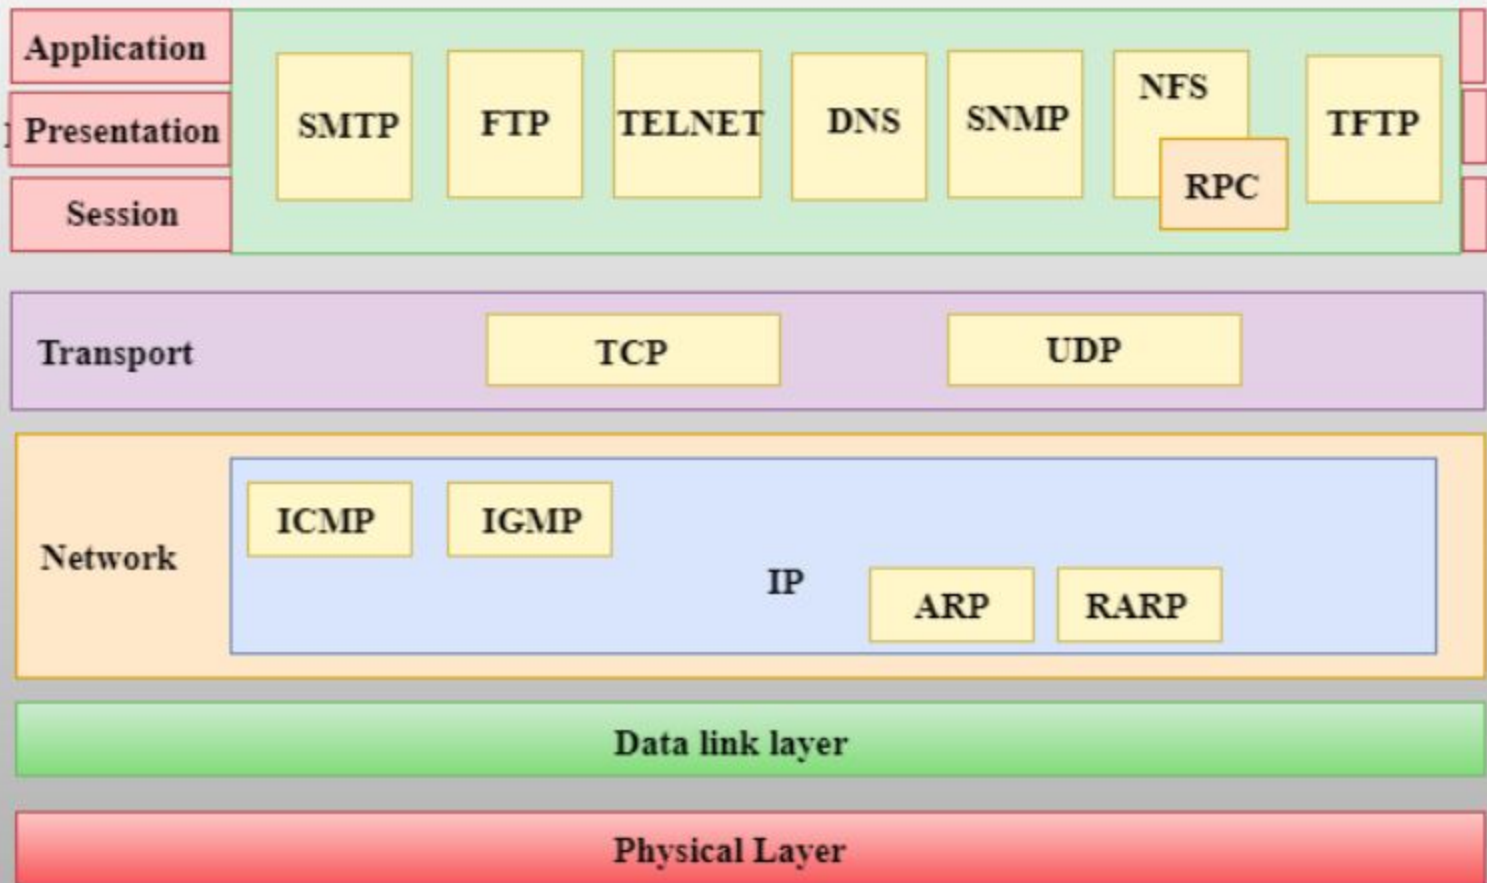 Application
Presentation
Session
SMTP
FTP
TELNET
DNS
SNMP
NFS
RPC
TFTP
Transport
TCP
UDP
Network
ICMP
IGMP
IP
ARP
RARP
Data link layer
Physical Layer